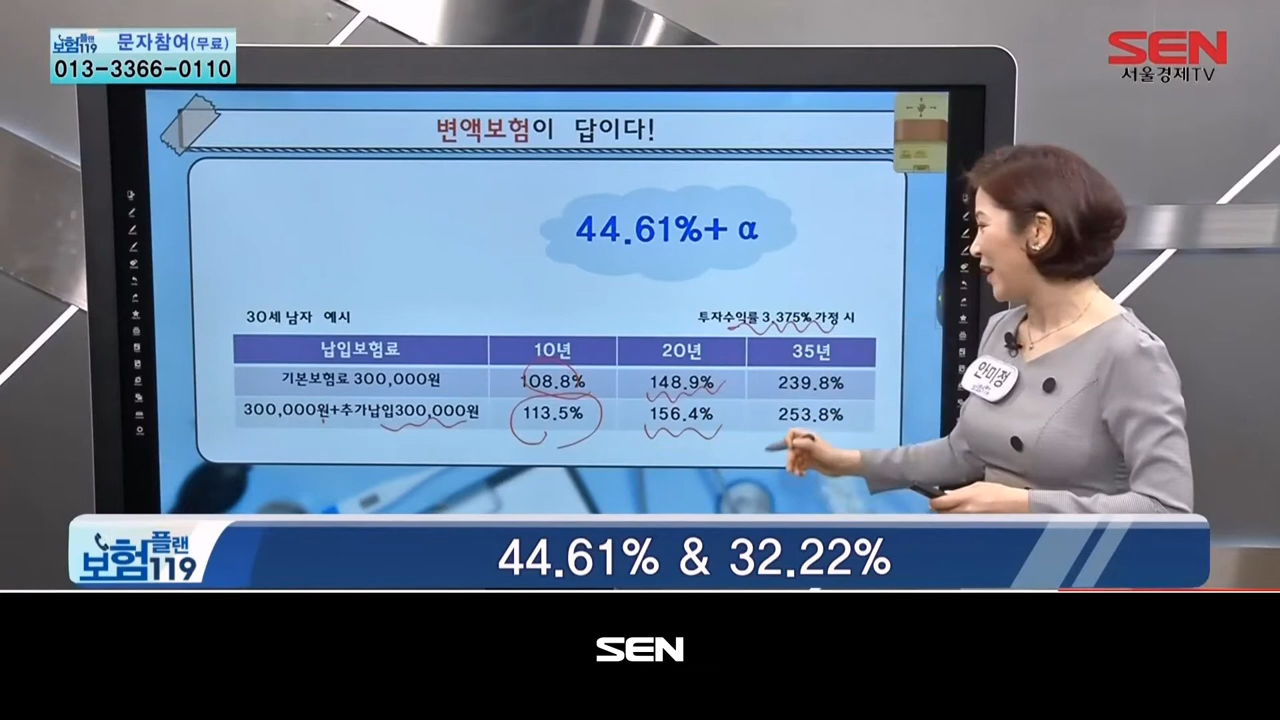 보험플랜119 문자참여(무료)
013-3366-0110
SEN
서울경제TV
변액보험이 답이다!
44.61%+ α
30세 남자 예시
투자수익률 3.375% 가정 시
납입보험료 10년 20년 35년
기본보험료 300,000원 108.8% 148.9% 239.8%
300,000원+추가납입300,000원 113.5% 156.4% 253.8%
안미정
보험플랜119
44.61% & 32.22%
SEN